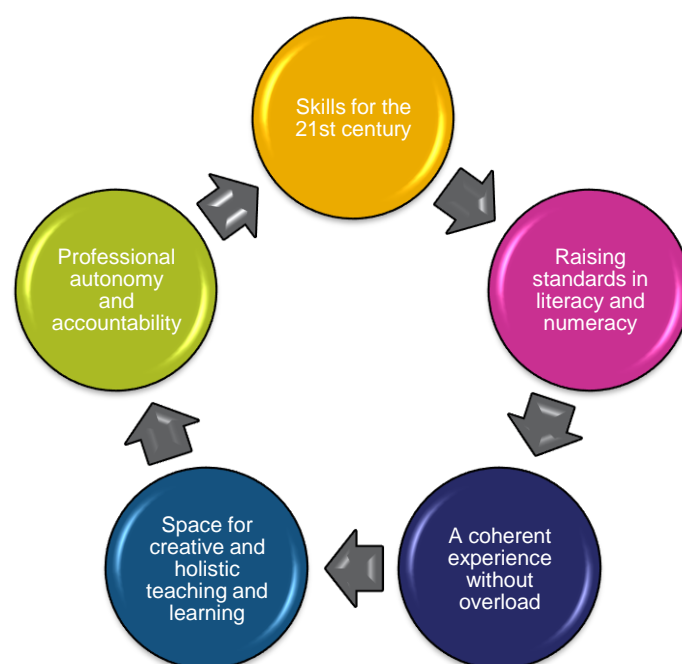 Skills for the
21st century
Raising
standards in
literacy and
numeracy
A coherent
experience
without
overload
Space for
creative and
holistic
teaching and
learning
Professional
autonomy
and
accountability